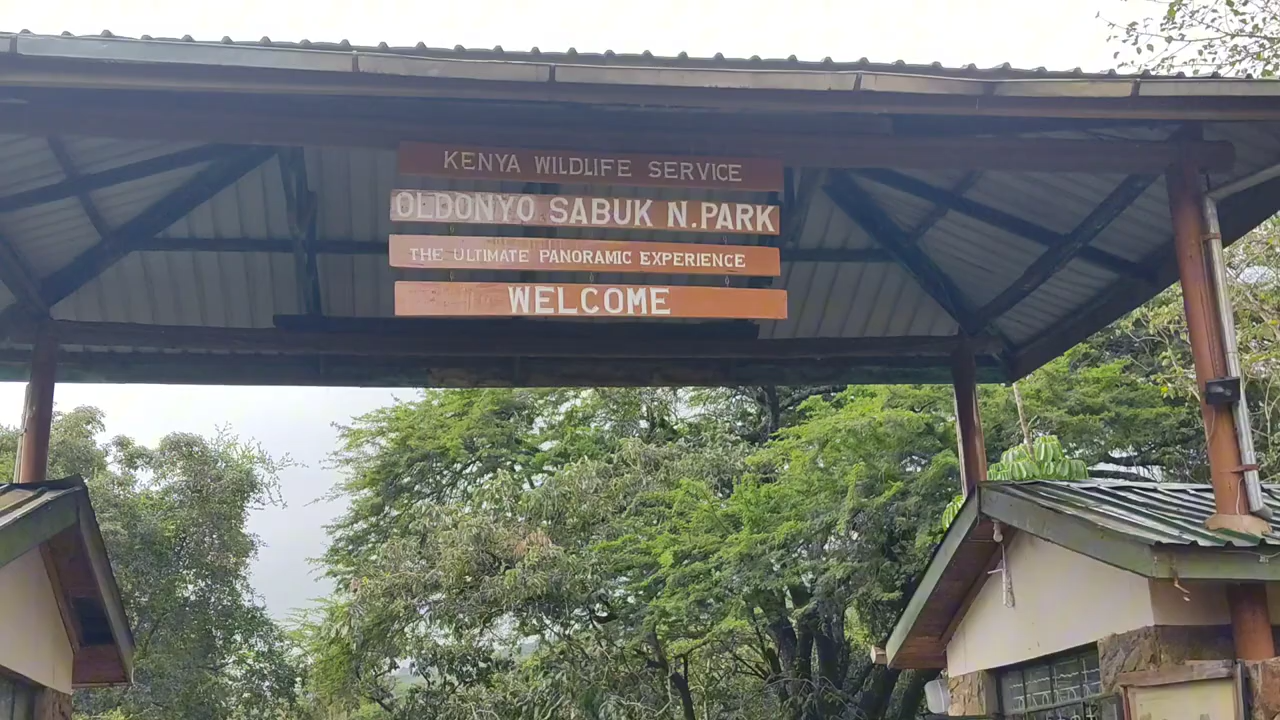 KENYA WILDLIFE SERVICE
OLDONYO SABUK N.PARK
THE ULTIMATE PANORAMIC EXPERIENCE
WELCOME